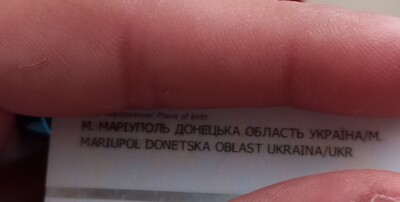 Place of birth
М. МАРІУПОЛЬ ДОНЕЦЬКА ОБЛАСТЬ УКРАЇНА/M.
MARIUPOL DONETSKA OBLAST UKRAINA/UKR